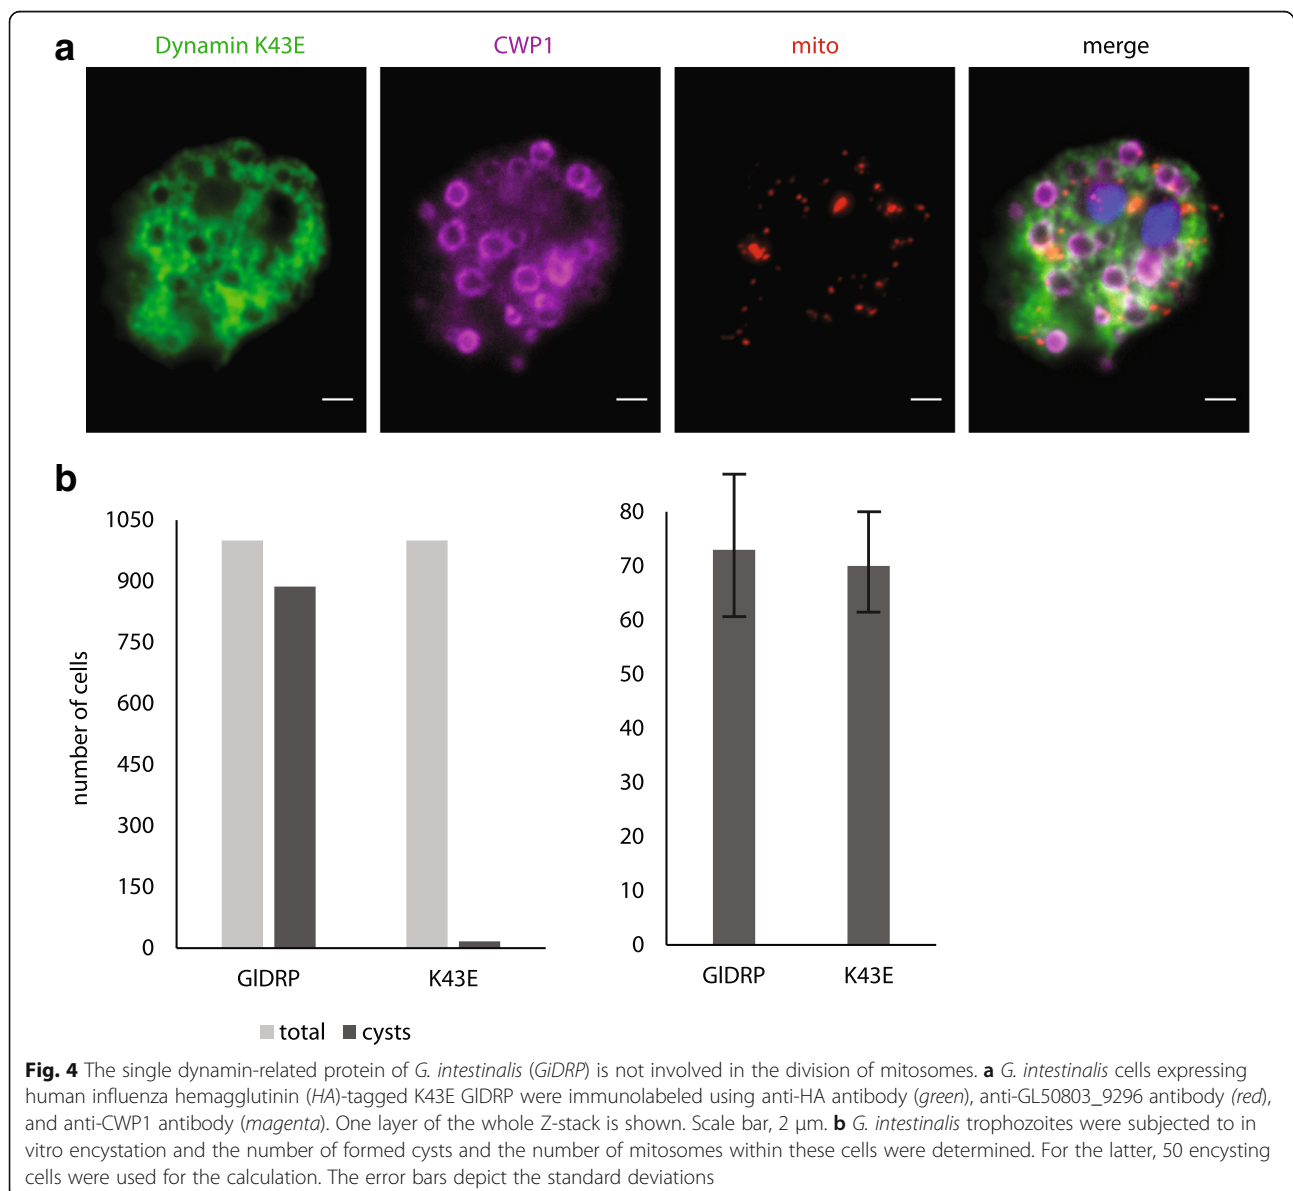 a
Dynamin K43E
CWP1
mito
merge
b
1050
900
750
600
450
300
150
0
number of cells
GlDRP
K43E
total
cysts
80
70
60
50
40
30
20
10
0
GlDRP
K43E
Fig. 4 The single dynamin-related protein of G. intestinalis (GiDRP) is not involved in the division of mitosomes. a G. intestinalis cells expressing
human influenza hemagglutinin (HA)-tagged K43E GlDRP were immunolabeled using anti-HA antibody (green), anti-GL50803_9296 antibody (red),
and anti-CWP1 antibody (magenta). One layer of the whole Z-stack is shown. Scale bar, 2 μm. b G. intestinalis trophozoites were subjected to in
vitro encystation and the number of formed cysts and the number of mitosomes within these cells were determined. For the latter, 50 encysting
cells were used for the calculation. The error bars depict the standard deviations